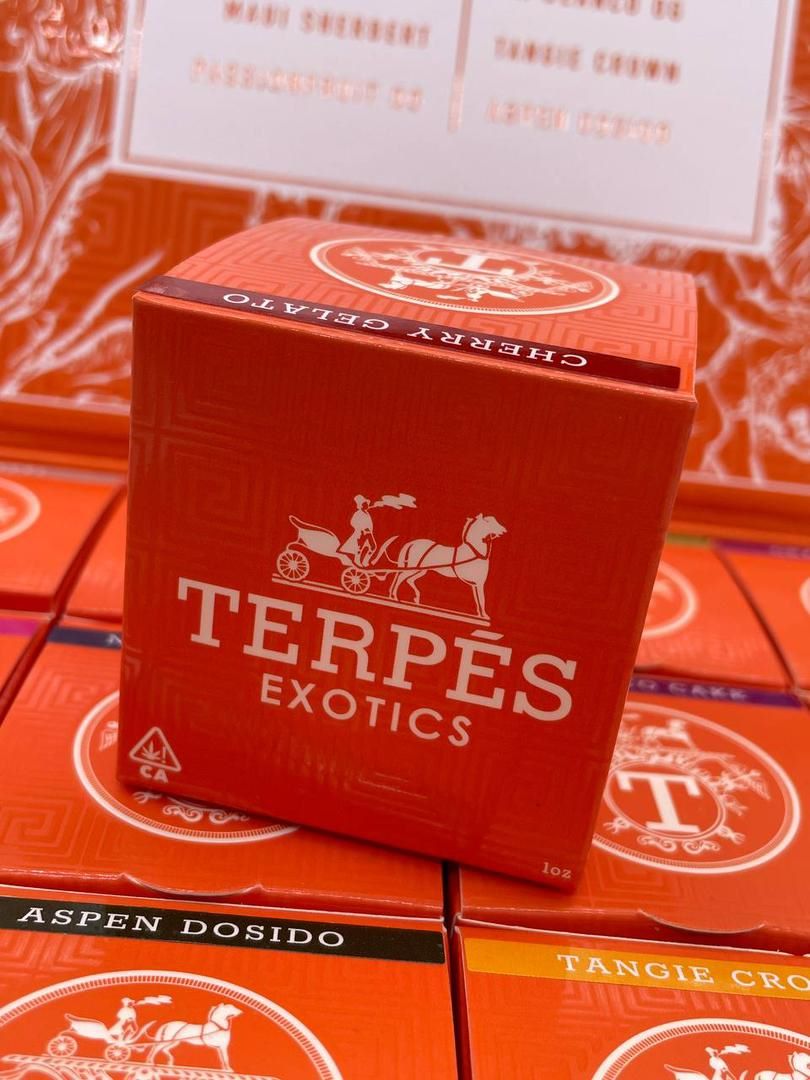 MAUI SHERBERT
PASSIONFRUIT OG
OG
TANGIE CROWN
ASPEN DOSIDO
T
CHERRY GELATO
TERPÉS
EXOTICS
CA
1oz
CAKE
T
ASPEN DOSIDO
TANGIE CRO